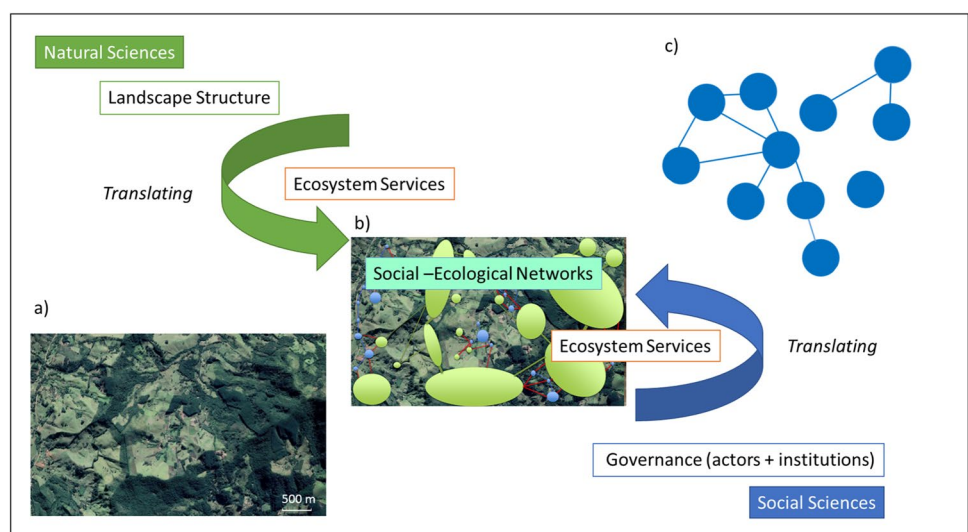 Natural Sciences
c)
Landscape Structure
Translating
Ecosystem Services
b)
Social –Ecological Networks
a)
Ecosystem Services
Translating
500 m
Governance (actors + institutions)
Social Sciences